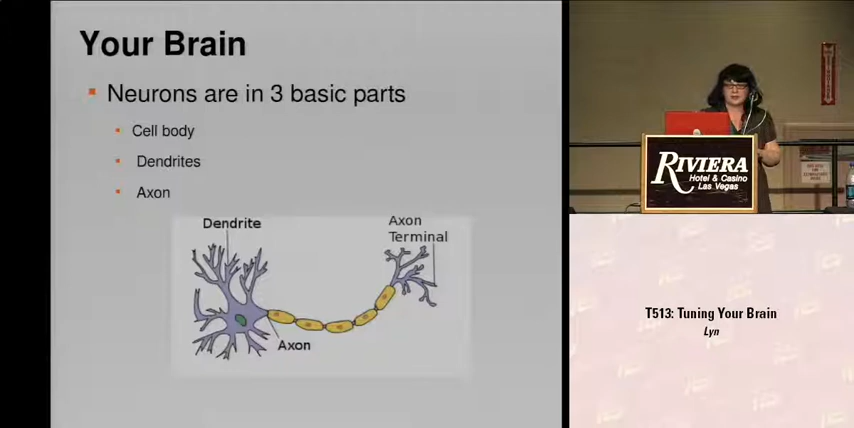 Your Brain
Neurons are in 3 basic parts
Cell body
Dendrites
Axon
Dendrite
Axon
Terminal
Axon
RIVIERA
Hotel & Casino
Las Vegas
T513: Tuning Your Brain
Lyn